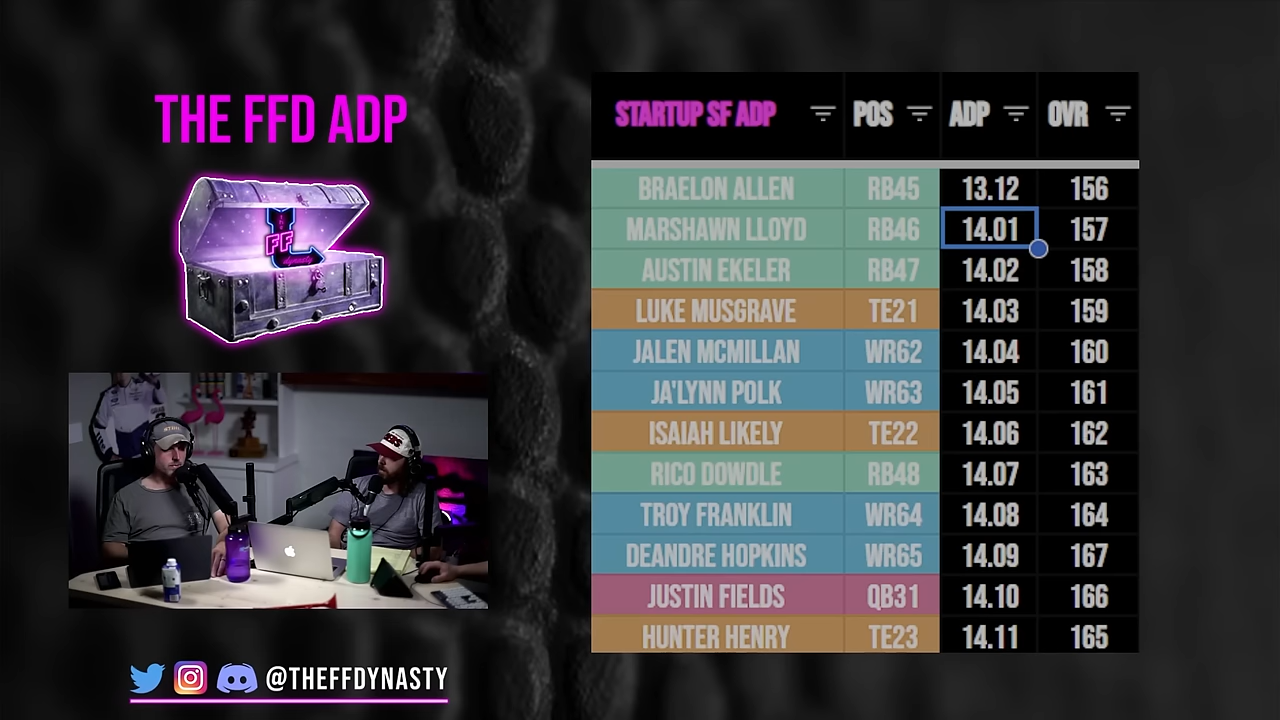 THE FFD ADP
FF
dynasty
@THEFFDYNASTY
STARTUP SF ADP POS ADP OVR
BRAELON ALLEN RB45 13.12 156
MARSHAWN LLOYD RB46 14.01 157
AUSTIN EKELER RB47 14.02 158
LUKE MUSGRAVE TE21 14.03 159
JALEN MCMILLAN WR62 14.04 160
JA'LYNN POLK WR63 14.05 161
ISAIAH LIKELY TE22 14.06 162
RICO DOWDLE RB48 14.07 163
TROY FRANKLIN WR64 14.08 164
DEANDRE HOPKINS WR65 14.09 167
JUSTIN FIELDS QB31 14.10 166
HUNTER HENRY TE23 14.11 165